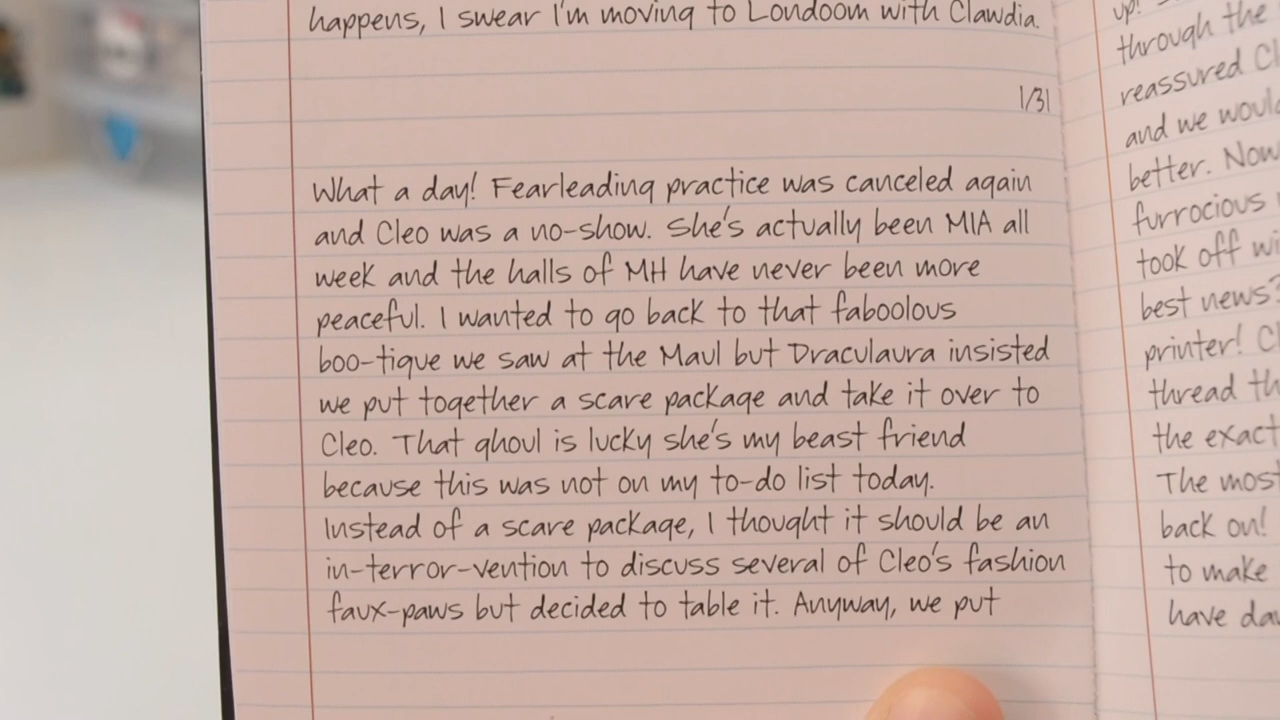 happens, I swear I'm moving to Londoom with Clawdia.
1/31
What a day! Fearleading practice was canceled again
and Cleo was a no-show. She's actually been MIA all
week and the halls of MH have never been more
peaceful. I wanted to go back to that faboolous
boo-tique we saw at the Maul but Draculaura insisted
we put together a scare package and take it over to
Cleo. That ghoul is lucky she's my beast friend
because this was not on my to-do list today.
Instead of a scare package, I thought it should be an
in-terror-vention to discuss several of Cleo's fashion
faux-paws but decided to table it. Anyway, we put
up!
through the
reassured
and we would
better. Now
furrocious
took off
best news?
printer!
thread
the exact
The most
back on!
to make
have